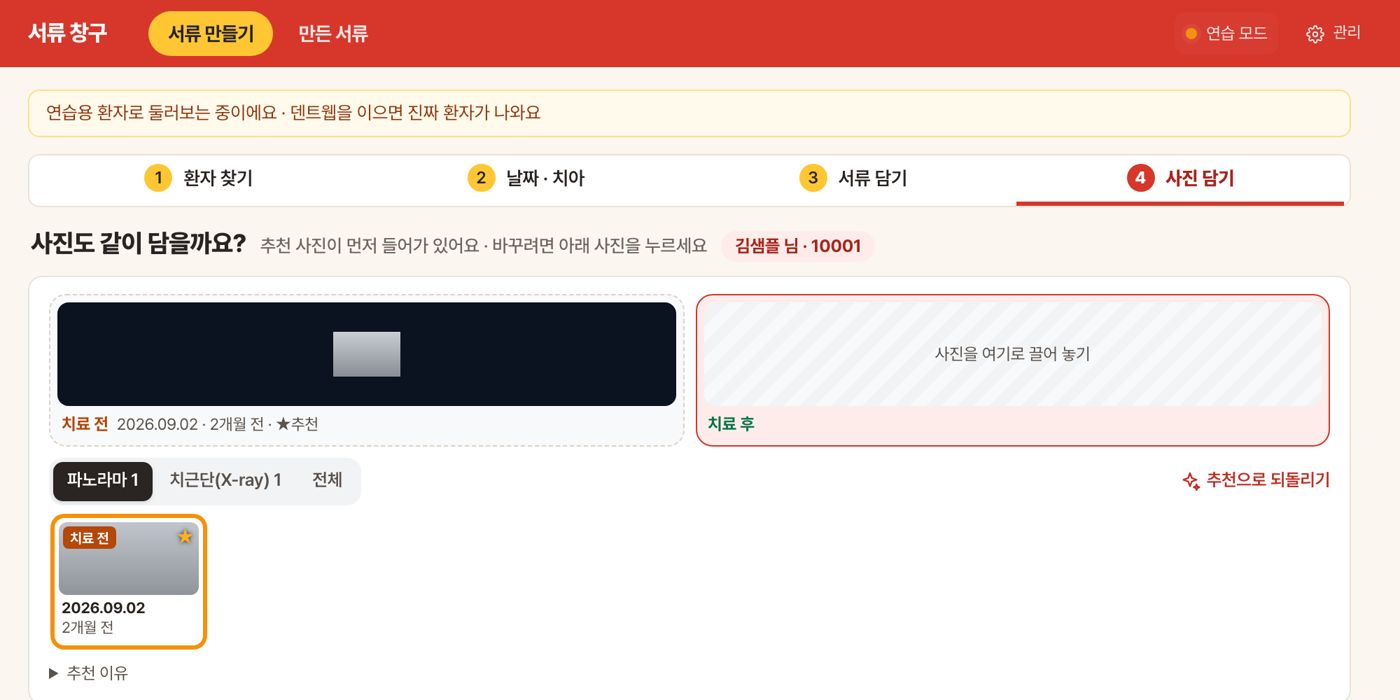 서류 창구 서류 만들기 만든 서류 연습 모드 관리
연습용 환자로 둘러보는 중이에요 · 덴트웹을 이으면 진짜 환자가 나와요
1 환자 찾기 2 날짜 · 치아 3 서류 담기 4 사진 담기
사진도 같이 담을까요? 추천 사진이 먼저 들어가 있어요 · 바꾸려면 아래 사진을 누르세요 김샘플 님 · 10001
사진을 여기로 끌어 놓기
치료 전 2026.09.02 · 2개월 전 · ★추천 치료 후
파노라마 1 치근단(X-ray) 1 전체 추천으로 되돌리기
치료 전 ★
2026.09.02
2개월 전
▶ 추천 이유